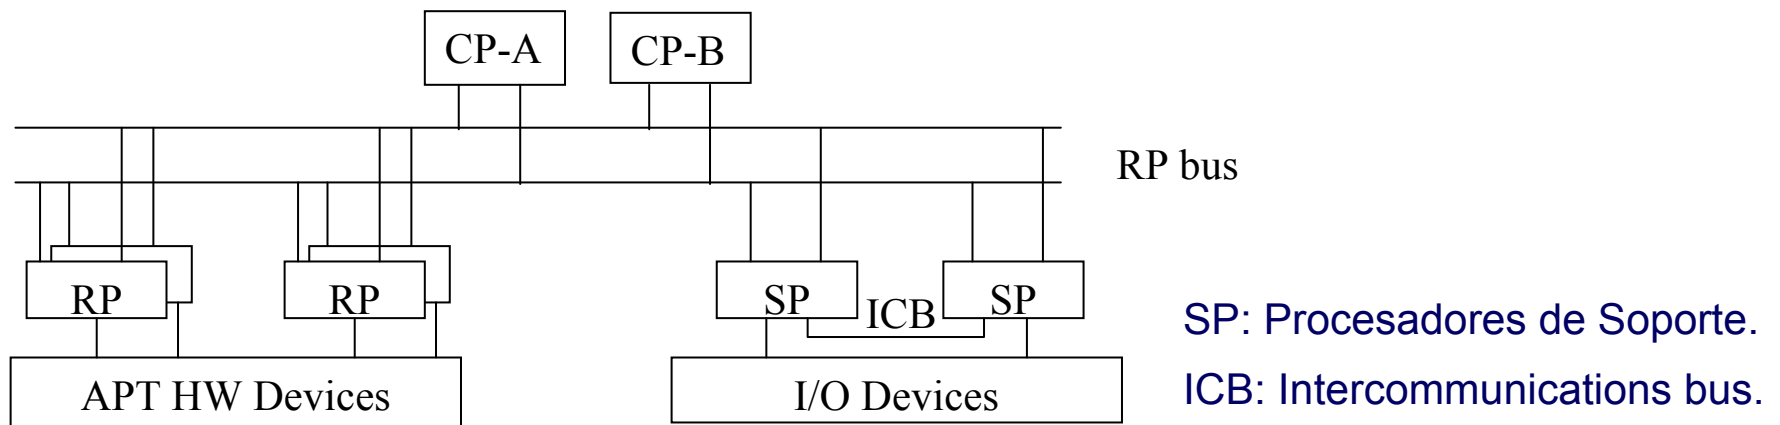 CP-A
CP-B
RP bus
RP
RP
SP
ICB
SP
APT HW Devices
I/O Devices
SP: Procesadores de Soporte.
ICB: Intercommunications bus.